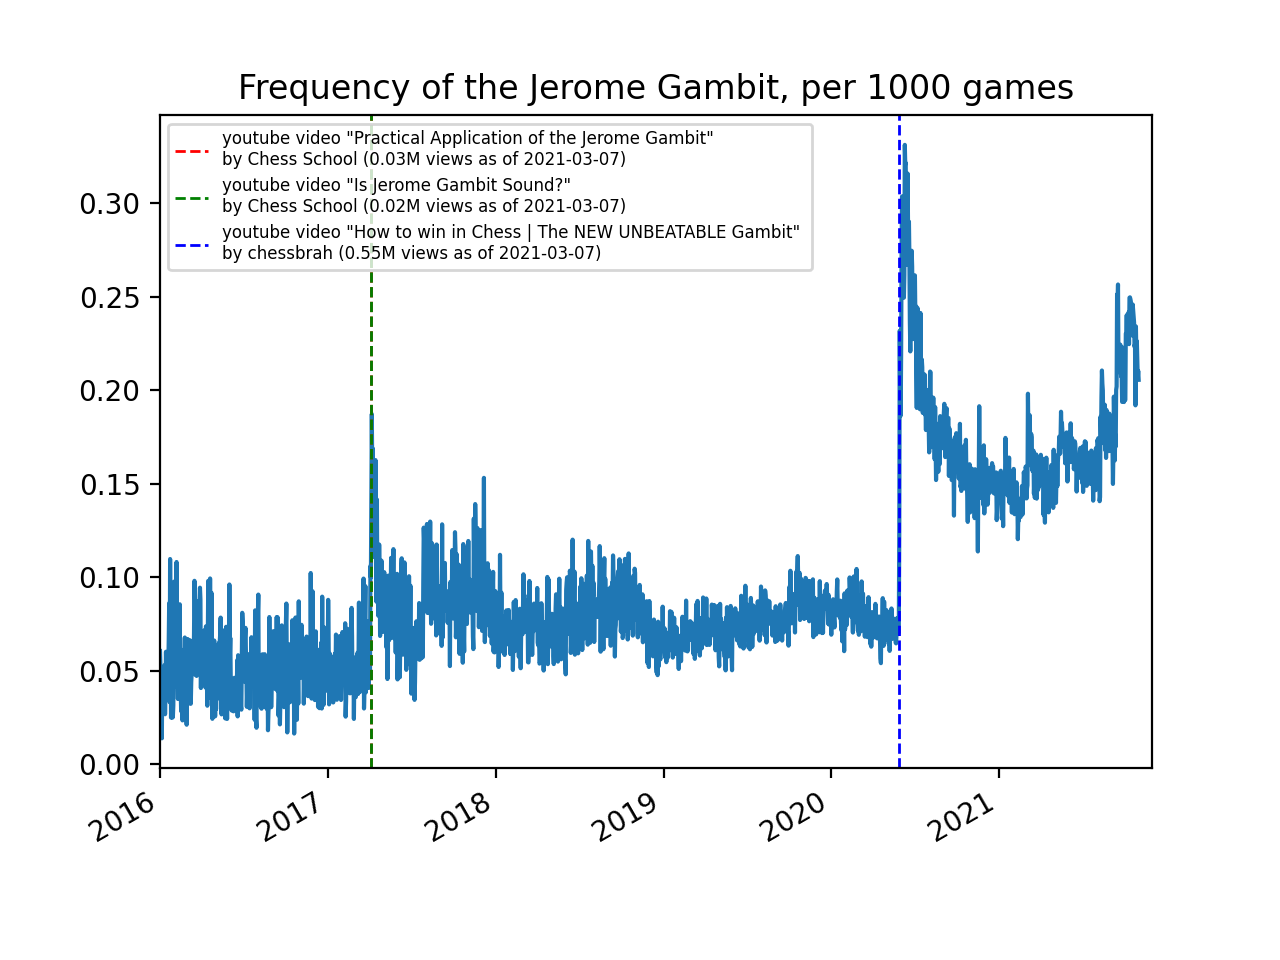 Frequency of the Jerome Gambit, per 1000 games
youtube video "Practical Application of the Jerome Gambit"
by Chess School (0.03M views as of 2021-03-07)
youtube video "Is Jerome Gambit Sound?"
by Chess School (0.02M views as of 2021-03-07)
youtube video "How to win in Chess | The NEW UNBEATABLE Gambit"
by chessbrah (0.55M views as of 2021-03-07)
0.30
0.25
0.20
0.15
0.10
0.05
0.00
2016 2017 2018 2019 2020 2021